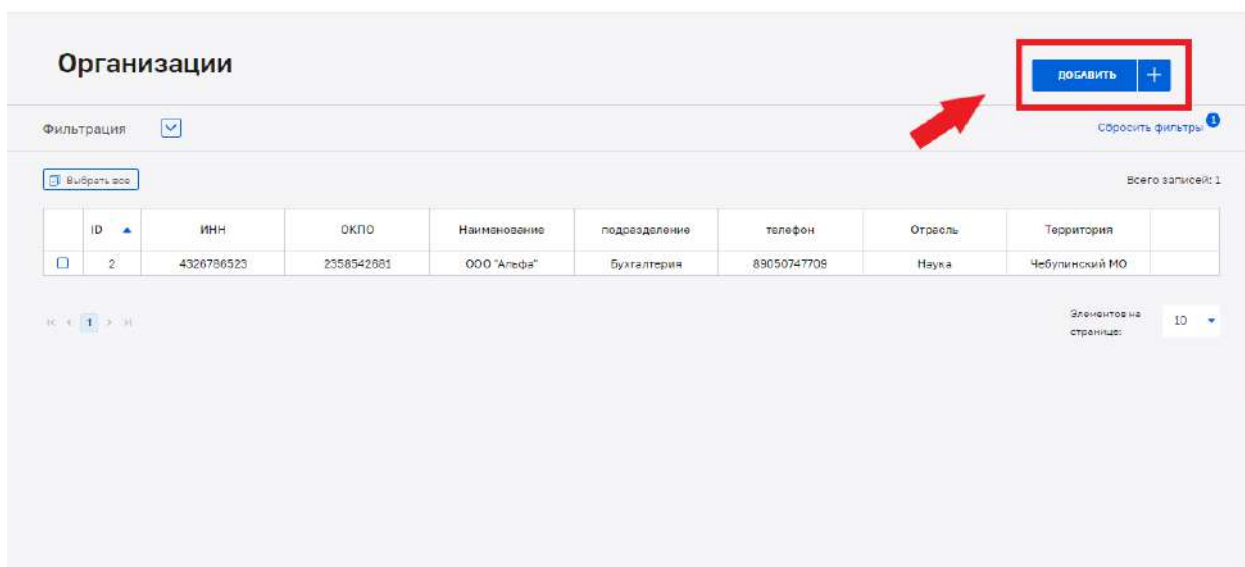 Организации
ДОБАВИТЬ +
Фильтрация
Сбросить фильтры 1
Выбрать все
Всего записей: 1
ID ИНН ОКПО Наименование подразделение телефон Отрасль Территория
2 4326786523 2358542681 ООО "Альфа" Бухгалтерия 89050747709 Наука Чебулинский МО
1
Элементов на
странице:
10